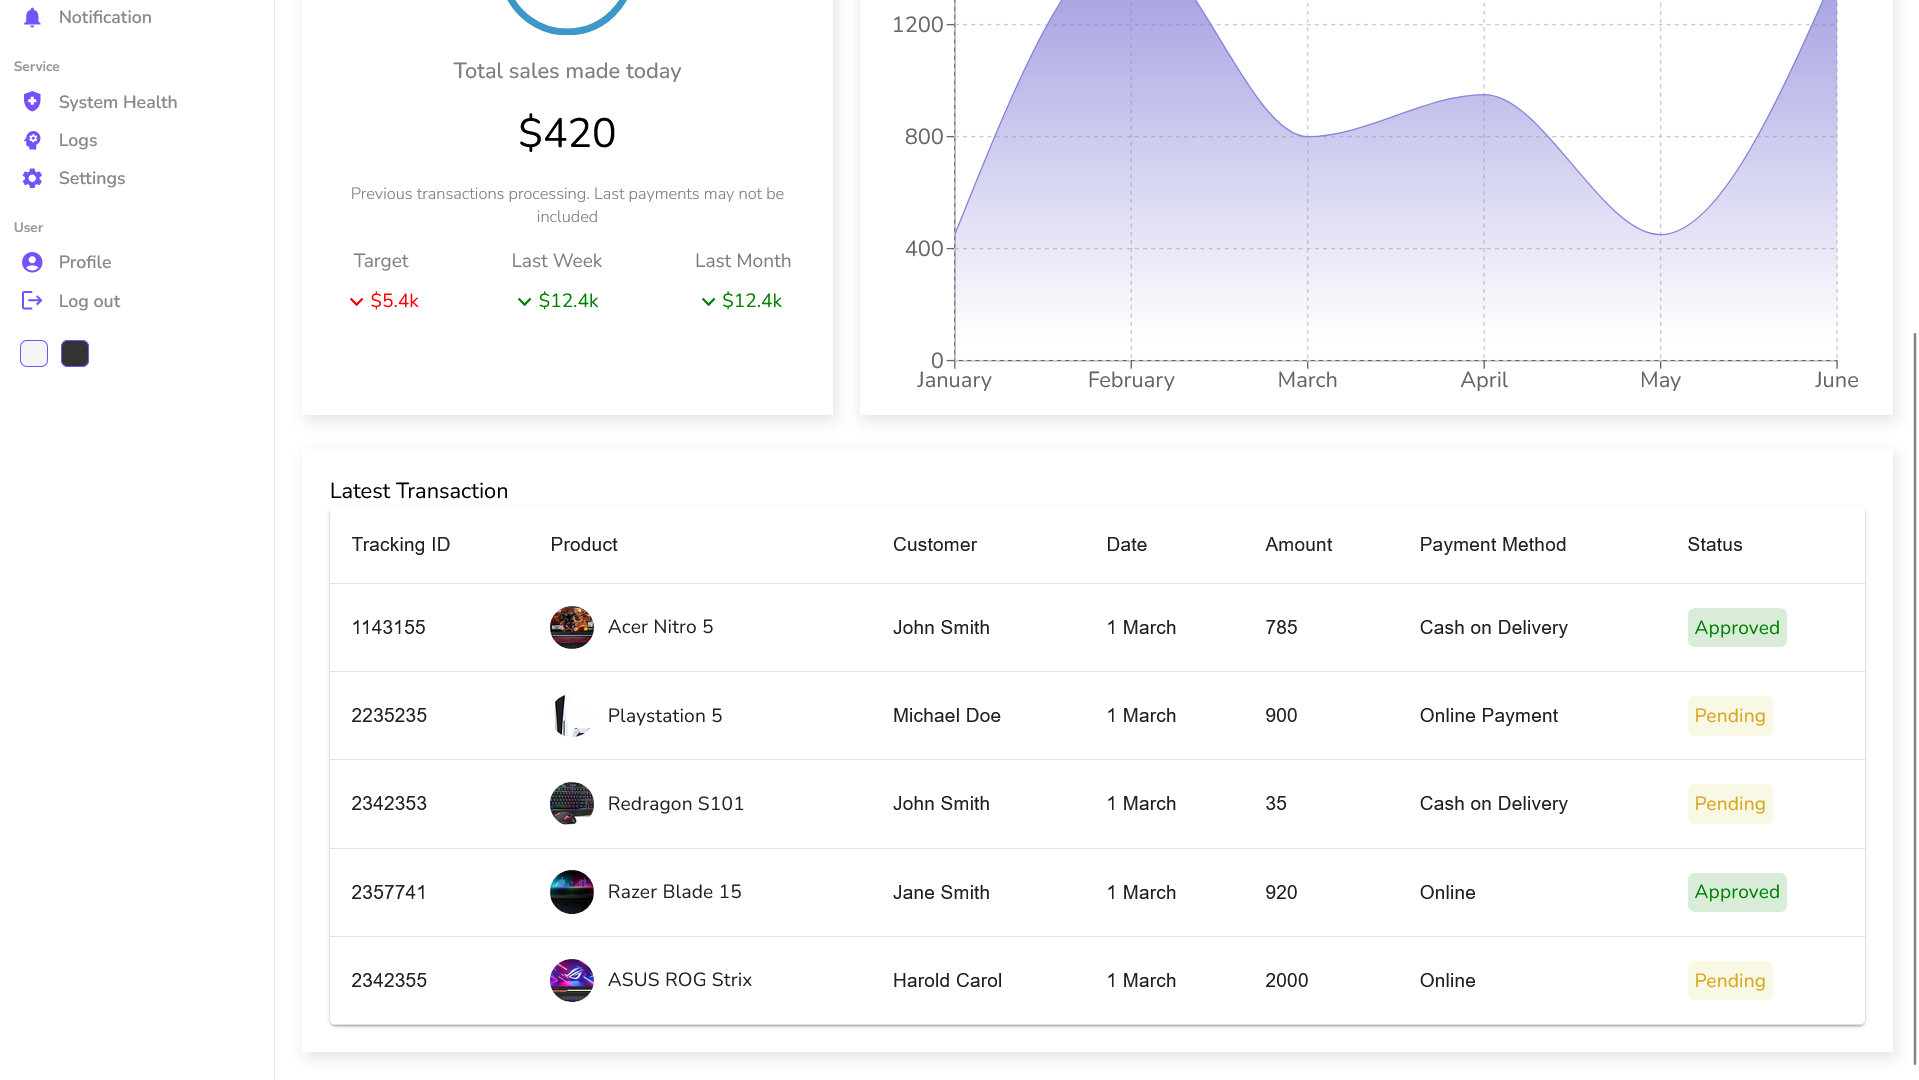 Notification
Service
System Health
Logs
Settings
User
Profile
Log out
Total sales made today
$420
Previous transactions processing. Last payments may not be
included
Target Last Week Last Month
$5.4k $12.4k $12.4k
1200
800
400
0
January February March April May June
Latest Transaction
Tracking ID Product Customer Date Amount Payment Method Status
1143155 Acer Nitro 5 John Smith 1 March 785 Cash on Delivery Approved
2235235 Playstation 5 Michael Doe 1 March 900 Online Payment Pending
2342353 Redragon S101 John Smith 1 March 35 Cash on Delivery Pending
2357741 Razer Blade 15 Jane Smith 1 March 920 Online Approved
2342355 ASUS ROG Strix Harold Carol 1 March 2000 Online Pending